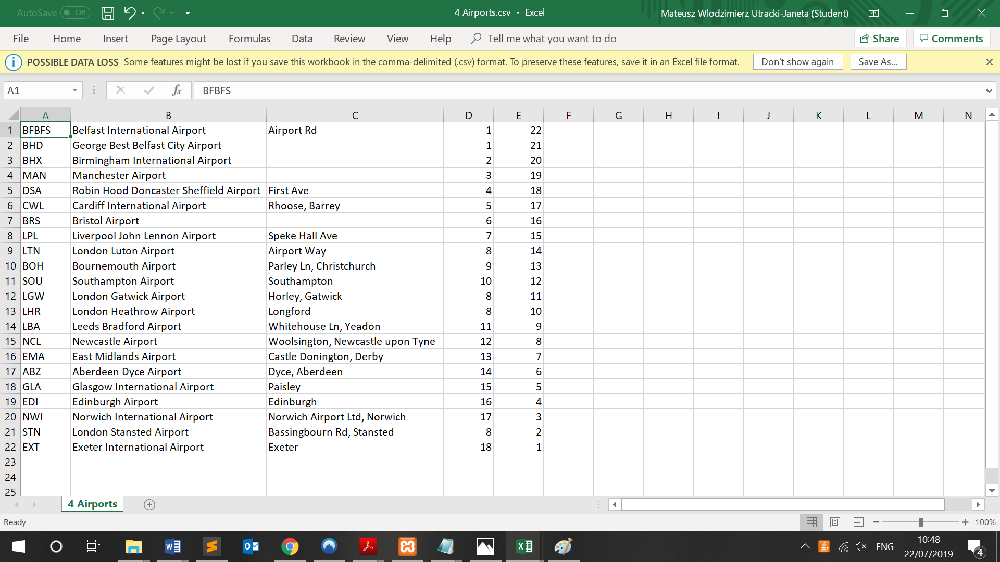 AutoSave Off 4 Airports.csv - Excel Mateusz Wlodzimierz Utracki-Janeta (Student)
File Home Insert Page Layout Formulas Data Review View Help Tell me what you want to do Share Comments
POSSIBLE DATA LOSS Some features might be lost if you save this workbook in the comma-delimited (.csv) format. To preserve these features, save it in an Excel file format. Don't show again Save As...
A1 fx BFBFS
A B C D E F G H I J K L M N
1 BFBFS Belfast International Airport Airport Rd 1 22
2 BHD George Best Belfast City Airport 1 21
3 BHX Birmingham International Airport 2 20
4 MAN Manchester Airport 3 19
5 DSA Robin Hood Doncaster Sheffield Airport First Ave 4 18
6 CWL Cardiff International Airport Rhoose, Barrey 5 17
7 BRS Bristol Airport 6 16
8 LPL Liverpool John Lennon Airport Speke Hall Ave 7 15
9 LTN London Luton Airport Airport Way 8 14
10 BOH Bournemouth Airport Parley Ln, Christchurch 9 13
11 SOU Southampton Airport Southampton 10 12
12 LGW London Gatwick Airport Horley, Gatwick 8 11
13 LHR London Heathrow Airport Longford 8 10
14 LBA Leeds Bradford Airport Whitehouse Ln, Yeadon 11 9
15 NCL Newcastle Airport Woolsington, Newcastle upon Tyne 12 8
16 EMA East Midlands Airport Castle Donington, Derby 13 7
17 ABZ Aberdeen Dyce Airport Dyce, Aberdeen 14 6
18 GLA Glasgow International Airport Paisley 15 5
19 EDI Edinburgh Airport Edinburgh 16 4
20 NWI Norwich International Airport Norwich Airport Ltd, Norwich 17 3
21 STN London Stansted Airport Bassingbourn Rd, Stansted 8 2
22 EXT Exeter International Airport Exeter 18 1
23
24
25
4 Airports
Ready 100%
10:48
ENG
22/07/2019 4